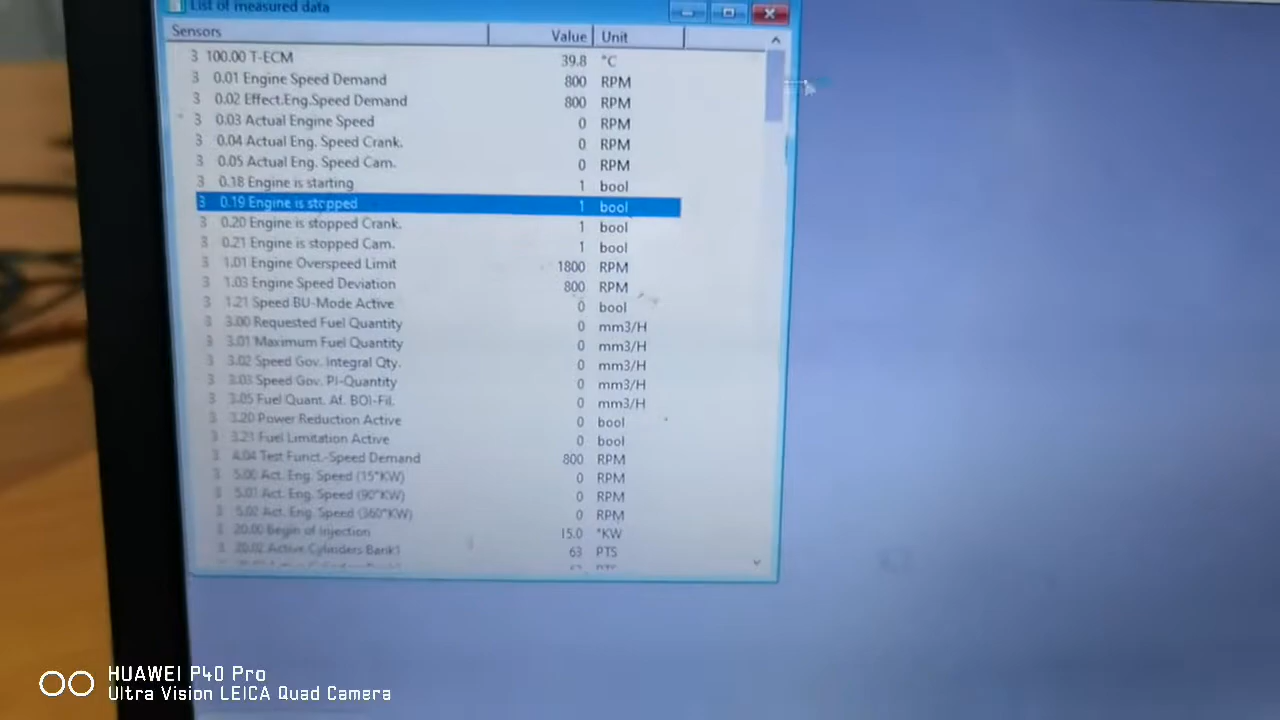 List of measured data
Sensors Value Unit
3 100.00 T-ECM 39.8 °C
3 0.01 Engine Speed Demand 800 RPM
3 0.02 Effect.Eng.Speed Demand 800 RPM
3 0.03 Actual Engine Speed 0 RPM
3 0.04 Actual Eng. Speed Crank. 0 RPM
3 0.05 Actual Eng. Speed Cam. 0 RPM
3 0.18 Engine is starting 1 bool
3 0.19 Engine is stopped 1 bool
3 0.20 Engine is stopped Crank. 1 bool
3 0.21 Engine is stopped Cam. 1 bool
3 1.01 Engine Overspeed Limit 1800 RPM
3 1.03 Engine Speed Deviation 800 RPM
3 1.21 Speed BU-Mode Active 0 bool
3 3.00 Requested Fuel Quantity 0 mm3/H
3 3.01 Maximum Fuel Quantity 0 mm3/H
3 3.02 Speed Gov. Integral Qty. 0 mm3/H
3 3.03 Speed Gov. PI-Quantity 0 mm3/H
3 3.05 Fuel Quant. Af. BOI-Fil. 0 mm3/H
3 3.20 Power Reduction Active 0 bool
3 3.21 Fuel Limitation Active 0 bool
3 4.04 Test Funct.-Speed Demand 800 RPM
3 5.00 Act. Eng. Speed (15°KW) 0 RPM
3 5.01 Act. Eng. Speed (90°KW) 0 RPM
3 5.02 Act. Eng. Speed (360°KW) 0 RPM
3 20.00 Begin of Injection 15.0 °KW
3 20.02 Active Cylinders Bank1 63 PTS
HUAWEI P40 Pro
Ultra Vision LEICA Quad Camera